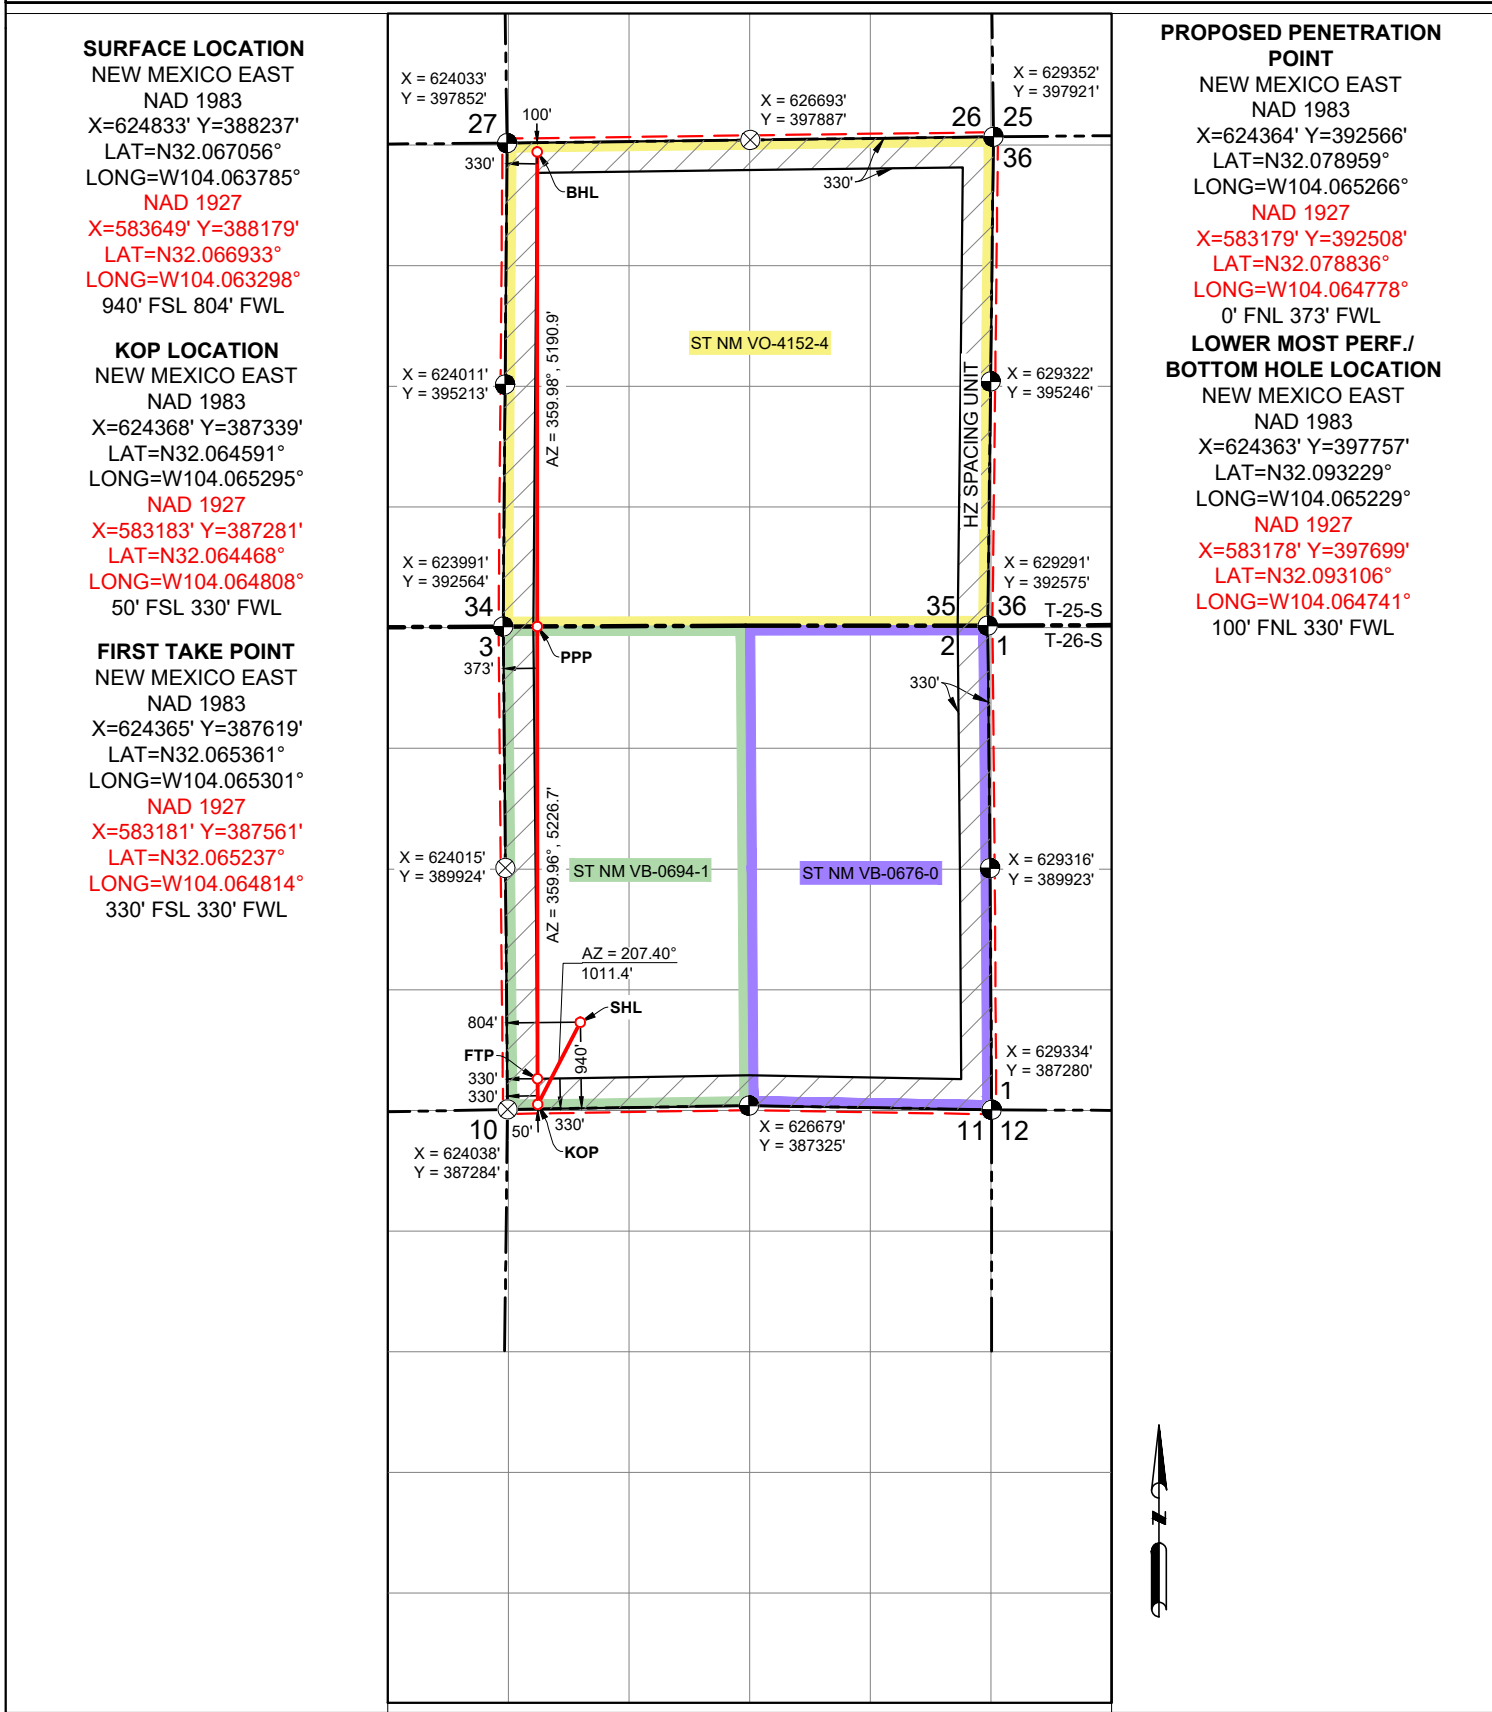 SURFACE LOCATION
NEW MEXICO EAST
NAD 1983
X=624833' Y=388237'
LAT=N32.067056°
LONG=W104.063785°
NAD 1927
X=583649' Y=388179'
LAT=N32.066933°
LONG=W104.063298°
940' FSL 804' FWL
KOP LOCATION
NEW MEXICO EAST
NAD 1983
X=624368' Y=387339'
LAT=N32.064591°
LONG=W104.065295°
NAD 1927
X=583183' Y=387281'
LAT=N32.064468°
LONG=W104.064808°
50' FSL 330' FWL
FIRST TAKE POINT
NEW MEXICO EAST
NAD 1983
X=624365' Y=387619'
LAT=N32.065361°
LONG=W104.065301°
NAD 1927
X=583181' Y=387561'
LAT=N32.065237°
LONG=W104.064814°
330' FSL 330' FWL
X = 624033'
Y = 397852'
100'
X = 626693'
Y = 397887'
X = 629352'
Y = 397921'
27
26
25
36
330'
BHL
330'
ST NM VO-4152-4
AZ = 359.98°, 5190.9'
HZ SPACING UNIT
X = 624011'
Y = 395213'
X = 629322'
Y = 395246'
X = 623991'
Y = 392564'
X = 629291'
Y = 392575'
34
35
36
T-25-S
3
2
1
T-26-S
373'
PPP
330'
AZ = 359.96°, 5226.7'
X = 624015'
Y = 389924'
ST NM VB-0694-1
ST NM VB-0676-0
X = 629316'
Y = 389923'
AZ = 207.40°
1011.4'
SHL
804'
940'
FTP
330'
330'
X = 629334'
Y = 387280'
1
10
50'
330'
KOP
11
12
X = 624038'
Y = 387284'
X = 626679'
Y = 387325'
PROPOSED PENETRATION
POINT
NEW MEXICO EAST
NAD 1983
X=624364' Y=392566'
LAT=N32.078959°
LONG=W104.065266°
NAD 1927
X=583179' Y=392508'
LAT=N32.078836°
LONG=W104.064778°
0' FNL 373' FWL
LOWER MOST PERF./
BOTTOM HOLE LOCATION
NEW MEXICO EAST
NAD 1983
X=624363' Y=397757'
LAT=N32.093229°
LONG=W104.065229°
NAD 1927
X=583178' Y=397699'
LAT=N32.093106°
LONG=W104.064741°
100' FNL 330' FWL
N